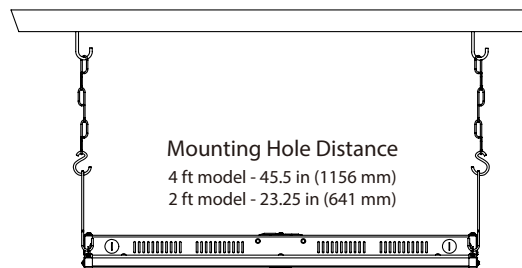 Mounting Hole Distance
4 ft model - 45.5 in (1156 mm)
2 ft model - 23.25 in (641 mm)